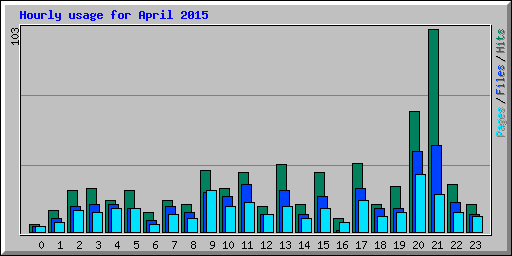 Hourly usage for April 2015
103
Pages / Files / Hits
0 1 2 3 4 5 6 7 8 9 10 11 12 13 14 15 16 17 18 19 20 21 22 23